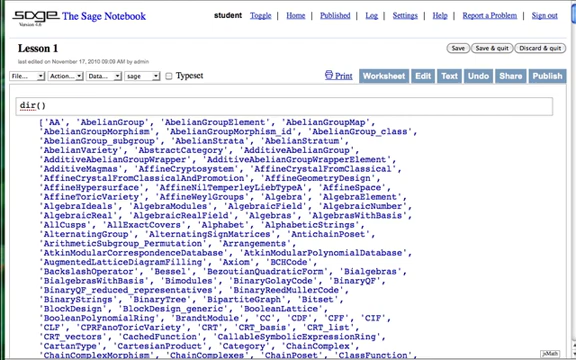 sage The Sage Notebook
Version 4.6
student Toggle | Home | Published | Log | Settings | Help | Report a Problem | Sign out
Lesson 1
last edited on November 17, 2010 09:09 AM by admin
Save Save & quit Discard & quit
File... Action... Data... sage Typeset
Print Worksheet Edit Text Undo Share Publish
dir()
['AA', 'AbelianGroup', 'AbelianGroupElement', 'AbelianGroupMap',
'AbelianGroupMorphism', 'AbelianGroupMorphism_id', 'AbelianGroup_class',
'AbelianGroup_subgroup', 'AbelianStrata', 'AbelianStratum',
'AbelianVariety', 'AbstractCategory', 'AdditiveAbelianGroup',
'AdditiveAbelianGroupWrapper', 'AdditiveAbelianGroupWrapperElement',
'AdditiveMagmas', 'AffineCryptosystem', 'AffineCrystalFromClassical',
'AffineCrystalFromClassicalAndPromotion', 'AffineGeometryDesign',
'AffineHypersurface', 'AffineNilTemperleyLiebTypeA', 'AffineSpace',
'AffineToricVariety', 'AffineWeylGroups', 'Algebra', 'AlgebraElement',
'AlgebraIdeals', 'AlgebraModules', 'AlgebraicField', 'AlgebraicNumber',
'AlgebraicReal', 'AlgebraicRealField', 'Algebras', 'AlgebrasWithBasis',
'AllCusps', 'AllExactCovers', 'Alphabet', 'AlphabeticStrings',
'AlternatingGroup', 'AlternatingSignMatrices', 'AntichainPoset',
'ArithmeticSubgroup_Permutation', 'Arrangements',
'AtkinModularCorrespondenceDatabase', 'AtkinModularPolynomialDatabase',
'AugmentedLatticeDiagramFilling', 'Axiom', 'BCHCode',
'BackslashOperator', 'Bessel', 'BezoutianQuadraticForm', 'Bialgebras',
'BialgebrasWithBasis', 'Bimodules', 'BinaryGolayCode', 'BinaryQF',
'BinaryQF_reduced_representatives', 'BinaryReedMullerCode',
'BinaryStrings', 'BinaryTree', 'BipartiteGraph', 'Bitset',
'BlockDesign', 'BlockDesign_generic', 'BooleanLattice',
'BooleanPolynomialRing', 'BrandtModule', 'CC', 'CDF', 'CFF', 'CIF',
'CLF', 'CPRFanoToricVariety', 'CRT', 'CRT_basis', 'CRT_list',
'CRT_vectors', 'CachedFunction', 'CallableSymbolicExpressionRing',
'CartanType', 'CartesianProduct', 'Category', 'ChainComplex',
'ChainComplexMorphism', 'ChainComplexes', 'ChainPoset', 'ClassFunction',
jsMath